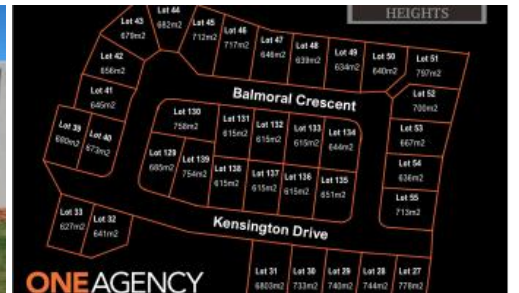 HEIGHTS
Lot 43
679m2
Lot 44
682m2
Lot 45
712m2
Lot 46
717m2
Lot 47
646m2
Lot 48
639m2
Lot 49
634m2
Lot 50
640m2
Lot 51
797m2
Lot 42
656m2
Lot 41
646m2
Lot 52
700m2
Balmoral Crescent
Lot 39
680m2
Lot 40
673m2
Lot 130
758m2
Lot 131
615m2
Lot 132
615m2
Lot 133
615m2
Lot 134
644m2
Lot 53
667m2
Lot 129
685m2
Lot 139
754m2
Lot 138
615m2
Lot 137
615m2
Lot 136
615m2
Lot 135
651m2
Lot 54
636m2
Lot 55
713m2
Lot 33
627m2
Lot 32
641m2
Kensington Drive
Lot 31
6803m2
Lot 30
733m2
Lot 29
740m2
Lot 28
744m2
Lot 27
776m2
ONEAGENCY